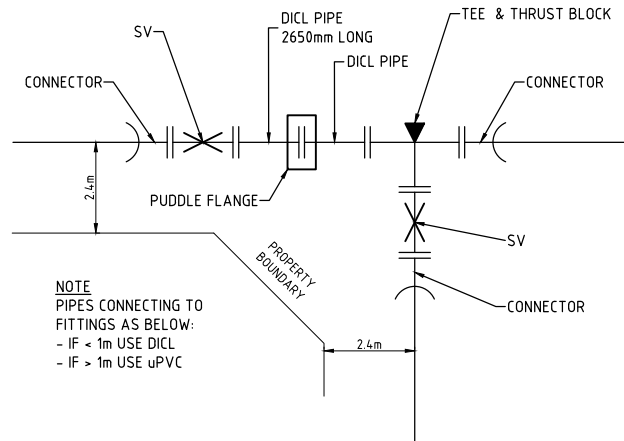 SV
DICL PIPE
2650mm LONG
TEE & THRUST BLOCK
DICL PIPE
CONNECTOR
CONNECTOR
2.4m
PUDDLE FLANGE
SV
PROPERTY
BOUNDARY
NOTE
PIPES CONNECTING TO
FITTINGS AS BELOW:
- IF < 1m USE DICL
- IF > 1m USE uPVC
CONNECTOR
2.4m